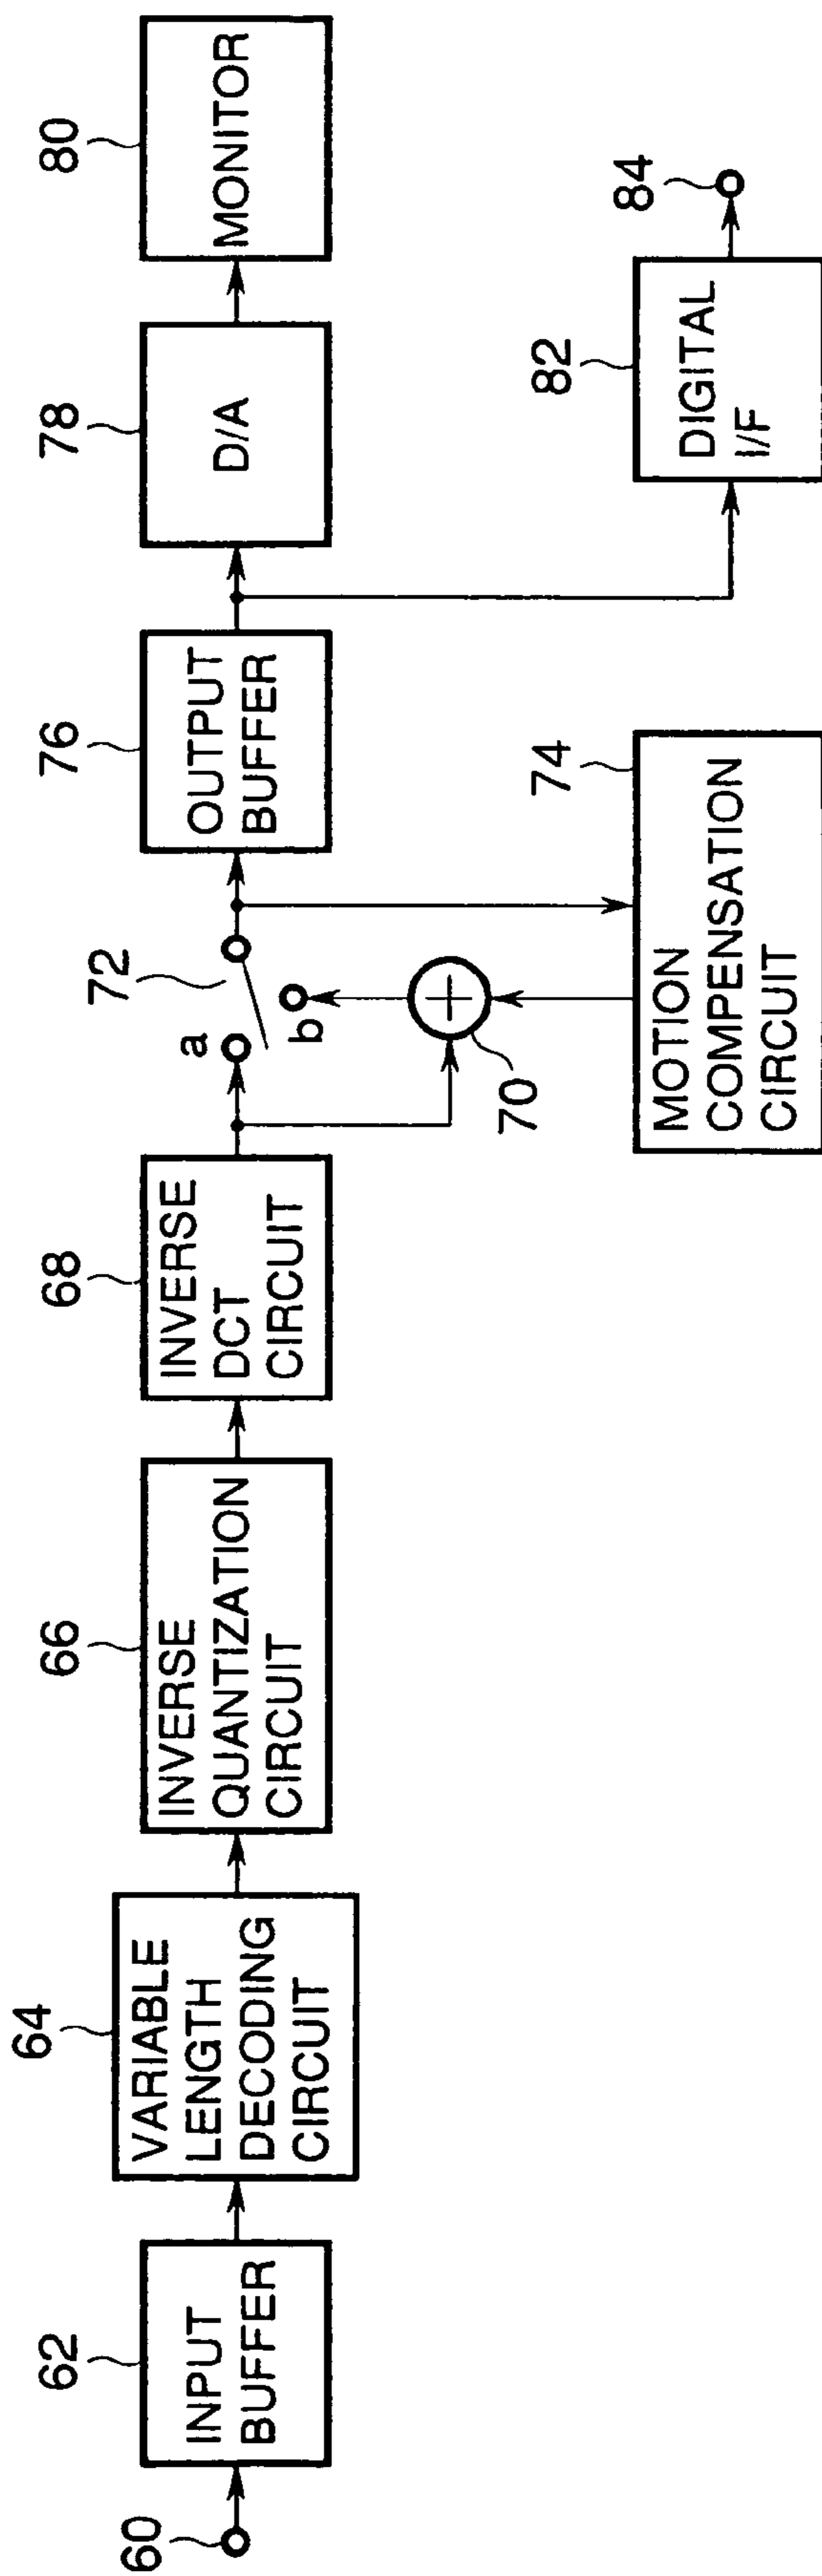 60
62
INPUT
BUFFER
64
VARIABLE
LENGTH
DECODING
CIRCUIT
66
INVERSE
QUANTIZATION
CIRCUIT
68
INVERSE
DCT
CIRCUIT
a
72
b
70
74
MOTION
COMPENSATION
CIRCUIT
76
OUTPUT
BUFFER
78
D/A
80
MONITOR
82
DIGITAL
I/F
84